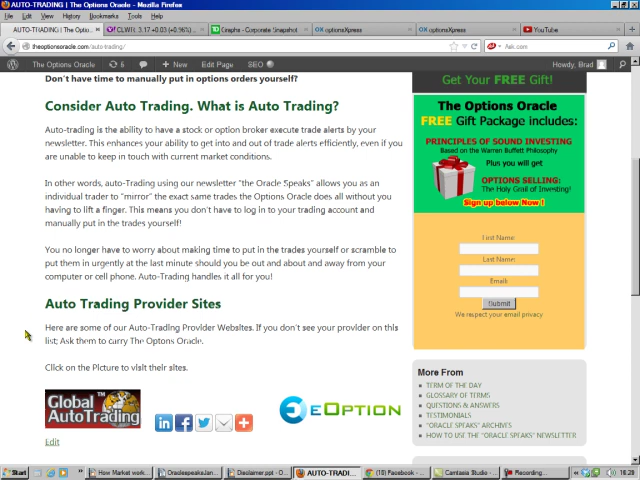 AUTO-TRADING | The Options Oracle - Mozilla Firefox
File Edit View History Bookmarks Tools Help
AUTO-TRADING | The Options Oracle
CLWR: 3.17 +0.03 (+0.96%)
Graphs - Corporate Snapshot
optionsXpress
optionsXpress
YouTube
theoptionsoracle.com/auto-trading/
Ask.com
The Options Oracle 6 + New Edit Page SEO Howdy, Brad
Don't have time to manually put in options orders yourself?
Consider Auto Trading. What is Auto Trading?
Auto-trading is the ability to have a stock or option broker execute trade alerts by your
newsletter. This enhances your ability to get into and out of trade alerts efficiently, even if you
are unable to keep in touch with current market conditions.
In other words, auto-Trading using our newsletter "the Oracle Speaks" allows you as an
individual trader to "mirror" the exact same trades the Options Oracle does all without you
having to lift a finger. This means you don't have to log in to your trading account and
manually put in the trades yourself!
You no longer have to worry about making time to put in the trades yourself or scramble to
put them in urgently at the last minute should you be out and about and away from your
computer or cell phone. Auto-Trading handles it all for you!
Auto Trading Provider Sites
Here are some of our Auto-Trading Provider Websites. If you don't see your provider on this
list; Ask them to carry The Optons Oracle.
Click on the Picture to visit their sites.
Global
AutoTrading
eOPTION
Edit
Get Your FREE Gift!
The Options Oracle
FREE Gift Package includes:
PRINCIPLES OF SOUND INVESTING
Based on the Warren Buffett Philosophy
Plus you will get
OPTIONS SELLING:
The Holy Grail of Investing!
Sign up below Now !
First Name:
Last Name:
Email:
Submit
We respect your email privacy
More From
TERM OF THE DAY
GLOSSARY OF TERMS
QUESTIONS & ANSWERS
TESTIMONIALS
"ORACLE SPEAKS" ARCHIVES
HOW TO USE THE "ORACLE SPEAKS" NEWSLETTER
Start
How Market work...
OraclespeaksJan...
Disclaimer.ppt - O...
AUTO-TRADI...
(16) Facebook - ...
Camtasia Studio - ...
Recording...
16:28